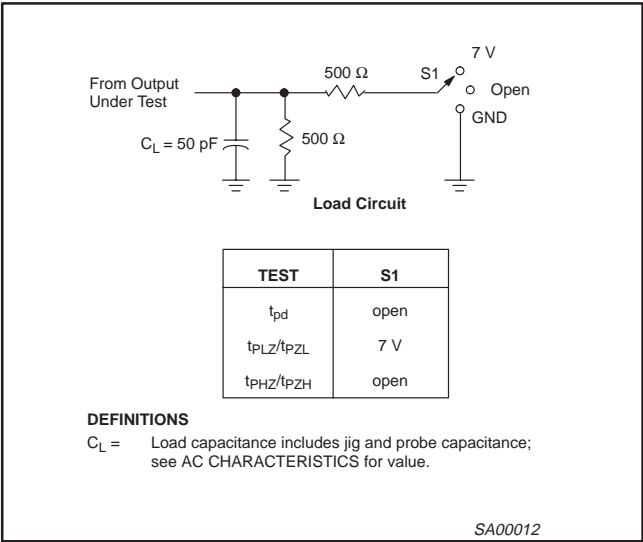 7 V
500 Ω
S1
From Output
Under Test
Open
GND
C_L = 50 pF
500 Ω
Load Circuit
TEST S1
t_pd open
t_PLZ/t_PZL 7 V
t_PHZ/t_PZH open
DEFINITIONS
C_L = Load capacitance includes jig and probe capacitance;
see AC CHARACTERISTICS for value.
SA00012